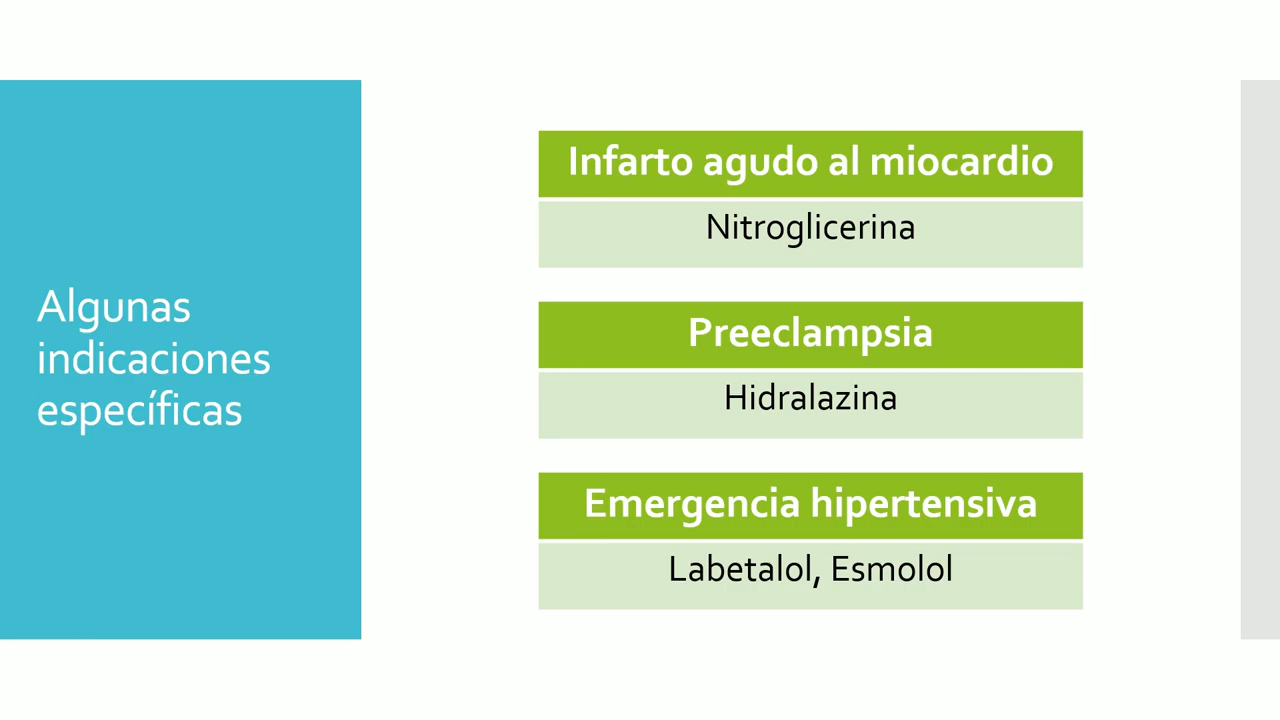 Algunas
indicaciones
específicas
Infarto agudo al miocardio
Nitroglicerina
Preeclampsia
Hidralazina
Emergencia hipertensiva
Labetalol, Esmolol